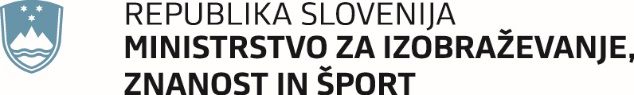 REPUBLIKA SLOVENIJA
MINISTRSTVO ZA IZOBRAŽEVANJE,
ZNANOST IN ŠPORT